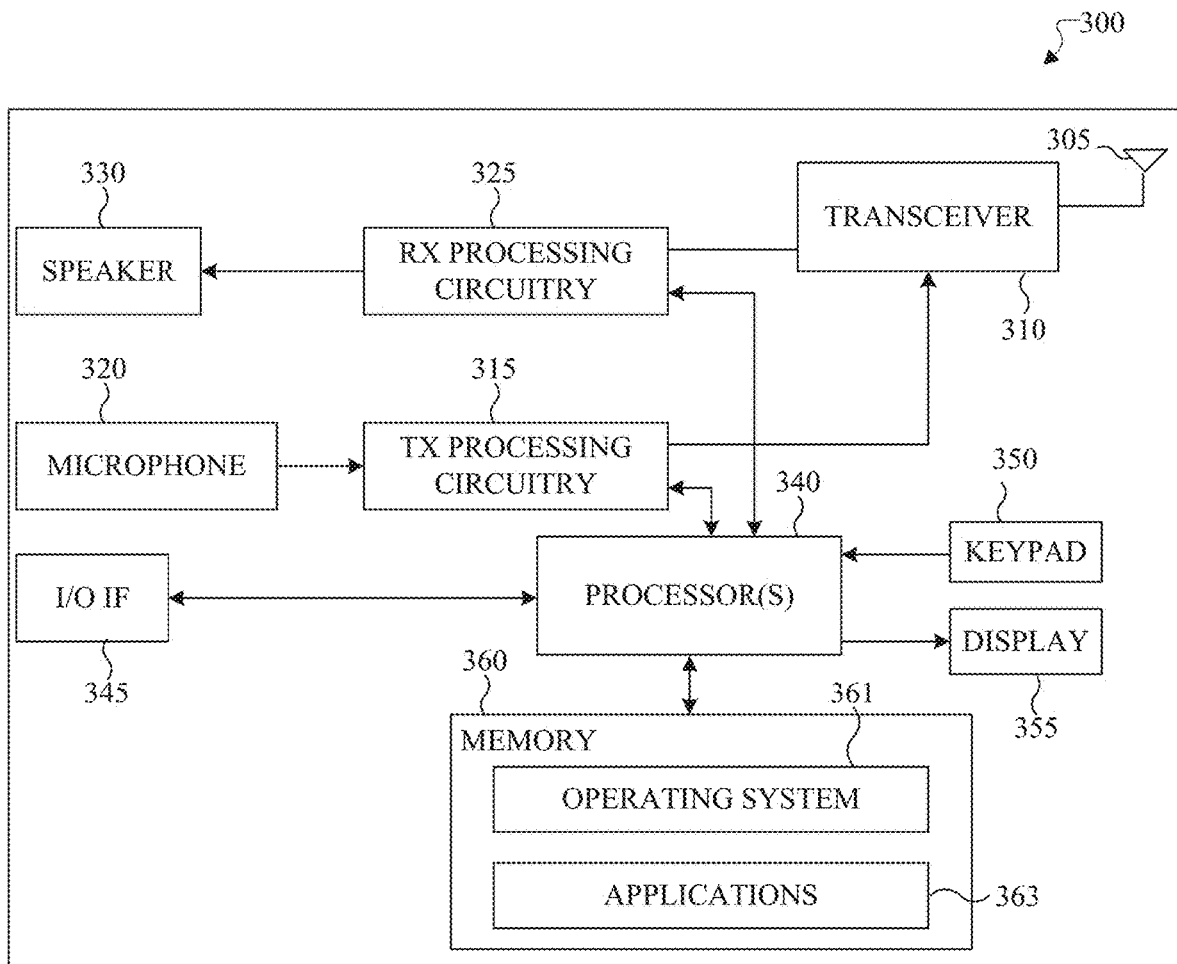 300
305
330
325
TRANSCEIVER
SPEAKER
RX PROCESSING
CIRCUITRY
310
320
315
MICROPHONE
TX PROCESSING
CIRCUITRY
340
350
KEYPAD
I/O IF
PROCESSOR(S)
DISPLAY
345
360
361
355
MEMORY
OPERATING SYSTEM
APPLICATIONS
363